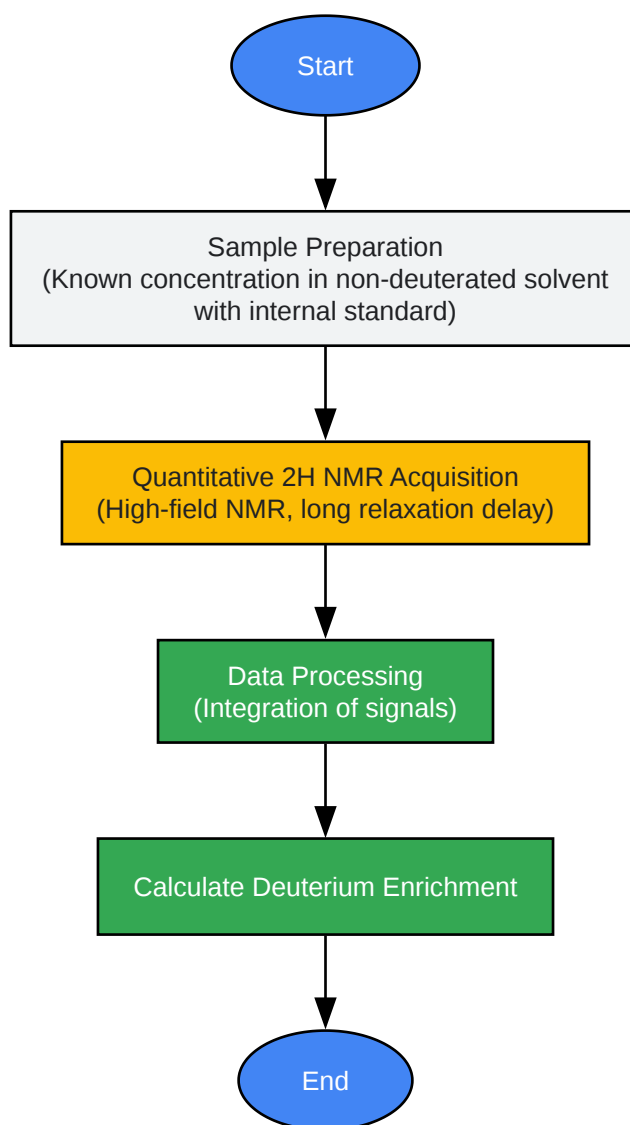 Start
Sample Preparation
(Known concentration in non-deuterated solvent
with internal standard)
Quantitative 2H NMR Acquisition
(High-field NMR, long relaxation delay)
Data Processing
(Integration of signals)
Calculate Deuterium Enrichment
End